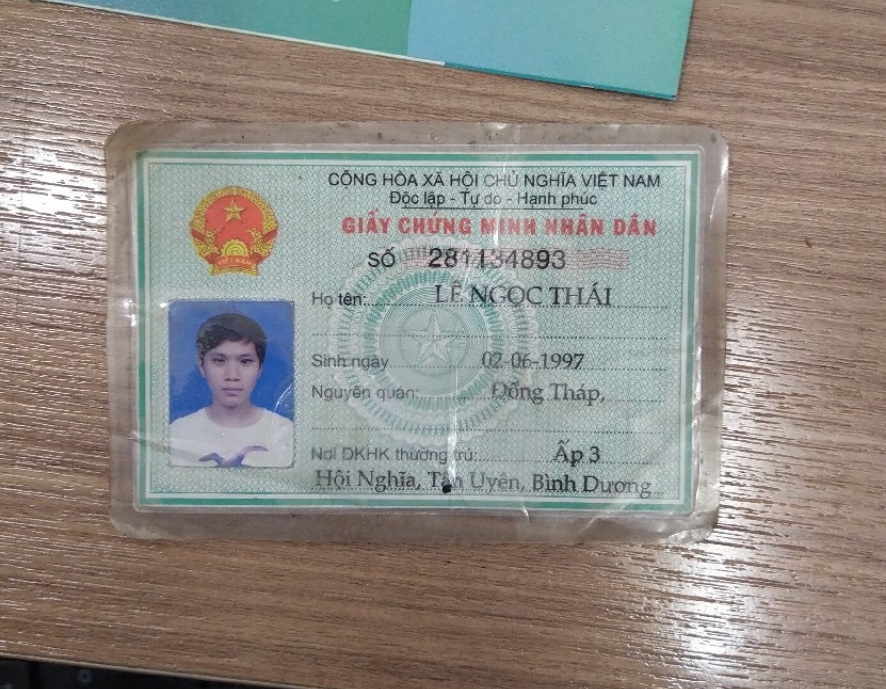 CỘNG HÒA XÃ HỘI CHỦ NGHĨA VIỆT NAM
Độc lập - Tự do - Hạnh phúc
GIẤY CHỨNG MINH NHÂN DÂN
SỐ 281134893
Họ tên: LÊ NGỌC THÁI
Sinh ngày 02-06-1997
Nguyên quán: Đồng Tháp,
Nơi ĐKHK thường trú: Ấp 3
Hội Nghĩa, Tân Uyên, Bình Dương